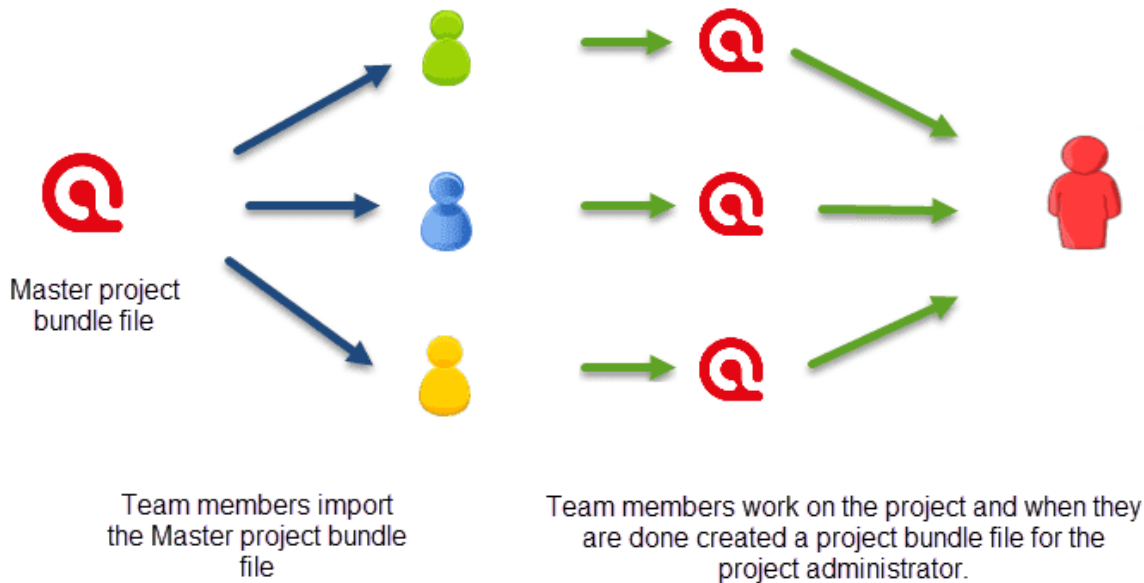 Master project
bundle file
Team members import
the Master project bundle
file
Team members work on the project and when they
are done created a project bundle file for the
project administrator.